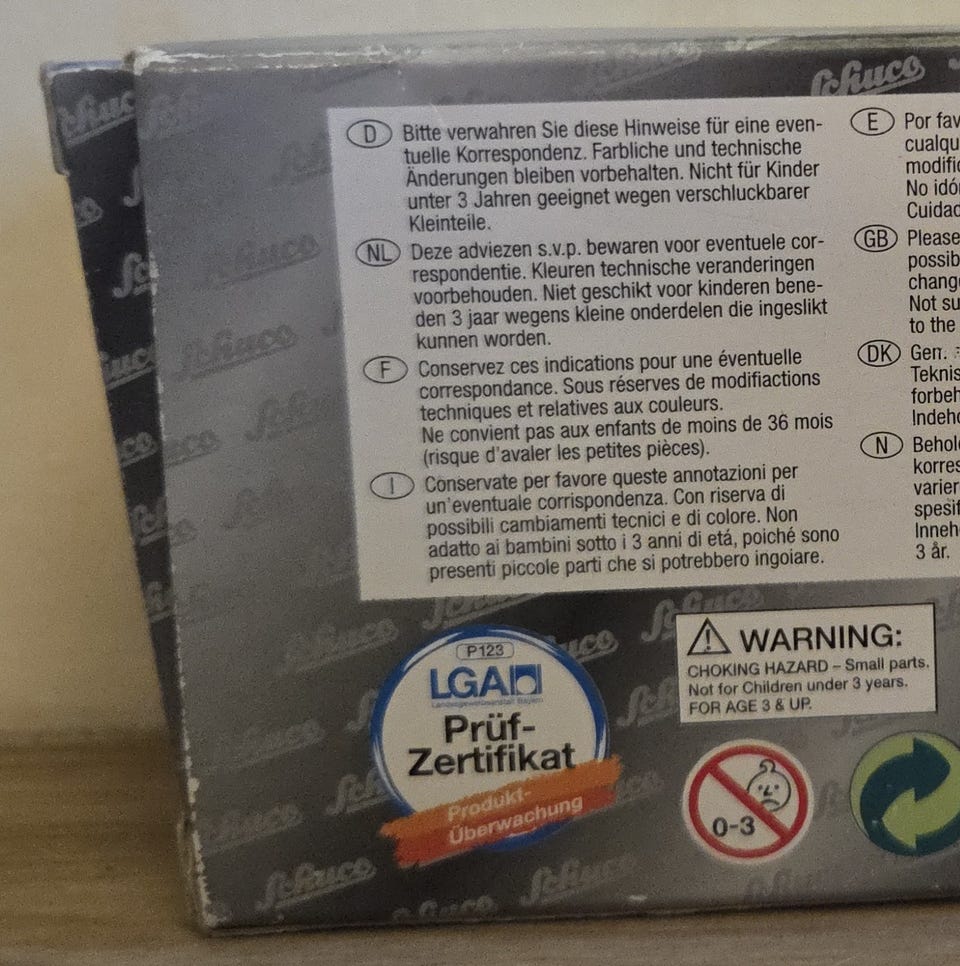 Schuco
D Bitte verwahren Sie diese Hinweise für eine even-
tuelle Korrespondenz. Farbliche und technische
Änderungen bleiben vorbehalten. Nicht für Kinder
unter 3 Jahren geeignet wegen verschluckbarer
Kleinteile.
NL Deze adviezen s.v.p. bewaren voor eventuele cor-
respondentie. Kleuren technische veranderingen
voorbehouden. Niet geschikt voor kinderen bene-
den 3 jaar wegens kleine onderdelen die ingeslikt
kunnen worden.
F Conservez ces indications pour une éventuelle
correspondance. Sous réserves de modifiactions
techniques et relatives aux couleurs.
Ne convient pas aux enfants de moins de 36 mois
(risque d'avaler les petites pièces).
I Conservate per favore queste annotazioni per
un'eventuale corrispondenza. Con riserva di
possibili cambiamenti tecnici e di colore. Non
adatto ai bambini sotto i 3 anni di etá, poiché sono
presenti piccole parti che si potrebbero ingoiare.
E Por fav
cualqu
modific
No idó
Cuidad
GB Please
possib
change
Not su
to the
DK
Teknis
forbeh
Indeho
N Behol
korres
varier
spesif
Inneh
3 år.
P123
LGA
Landesgewerbeanstalt Bayern
Prüf-
Zertifikat
Produkt-
Überwachung
WARNING:
CHOKING HAZARD – Small parts.
Not for Children under 3 years.
FOR AGE 3 & UP.
0-3